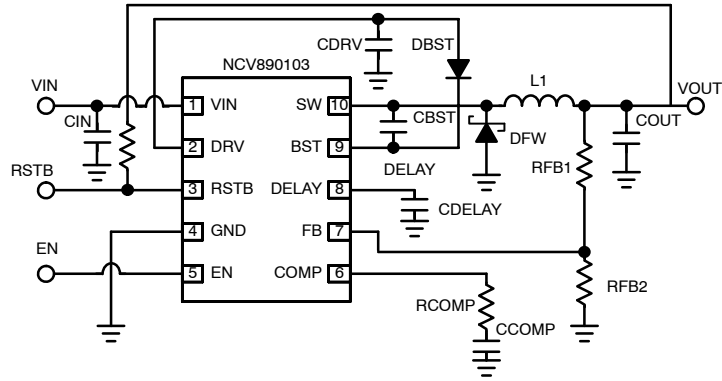 CDRV
DBST
NCV890103
L1
VIN
VOUT
1 VIN
SW 10
CIN
CBST
COUT
2 DRV
BST 9
DFW
RFB1
DELAY
RSTB
3 RSTB
DELAY 8
CDELAY
4 GND
FB 7
EN
5 EN
COMP 6
RFB2
RCOMP
CCOMP